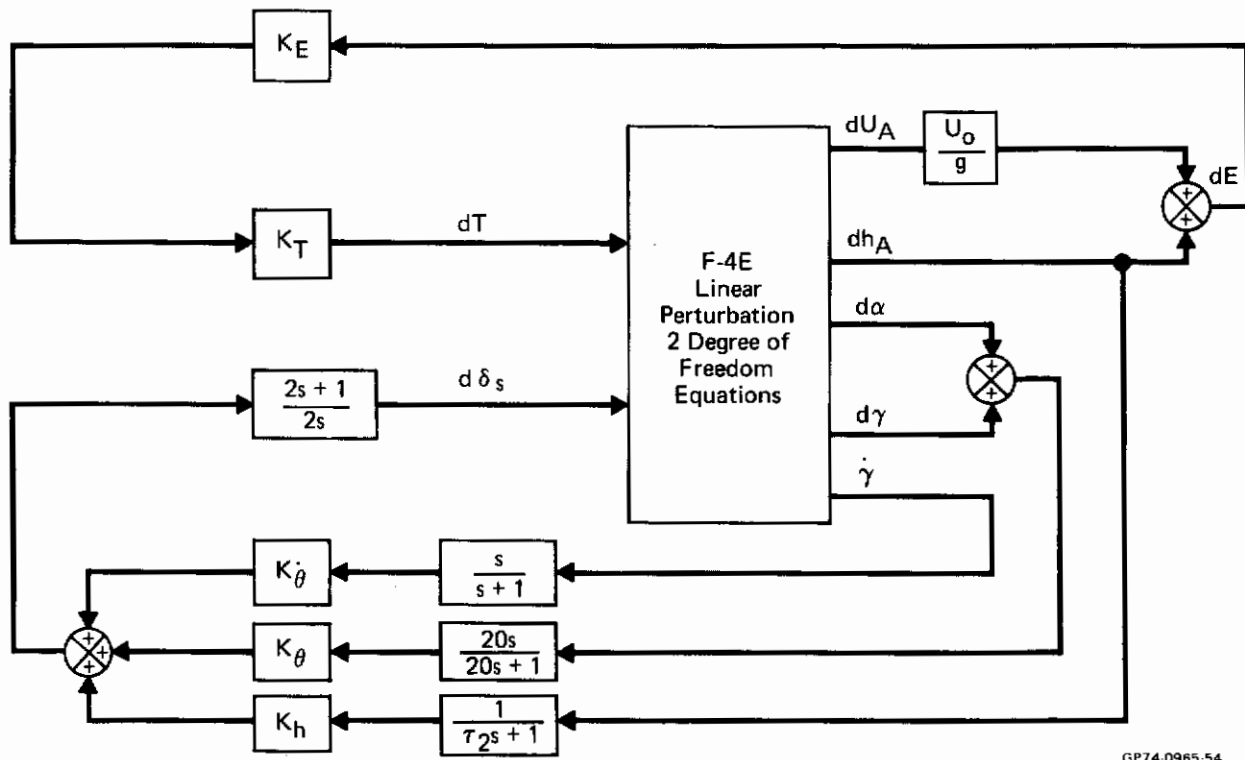 K_E
dU_A
U_o
g
dE
K_T
dT
dh_A
F-4E
Linear
Perturbation
2 Degree of
Freedom
Equations
dα
2s + 1
2s
dδ_s
dγ
γ̇
K_θ̇
s
s + 1
K_θ
20s
20s + 1
K_h
1
τ_2s + 1
+
+
+
+
+
+
+
GP74-0965-54